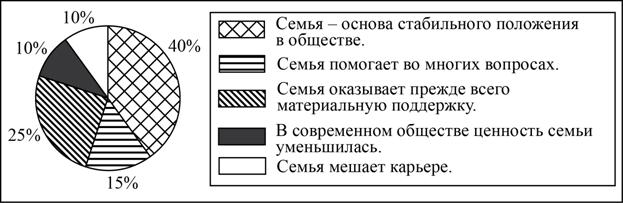 10%
10%
40%
25%
15%
Семья – основа стабильного положения
в обществе.
Семья помогает во многих вопросах.
Семья оказывает прежде всего
материальную поддержку.
В современном обществе ценность семьи
уменьшилась.
Семья мешает карьере.